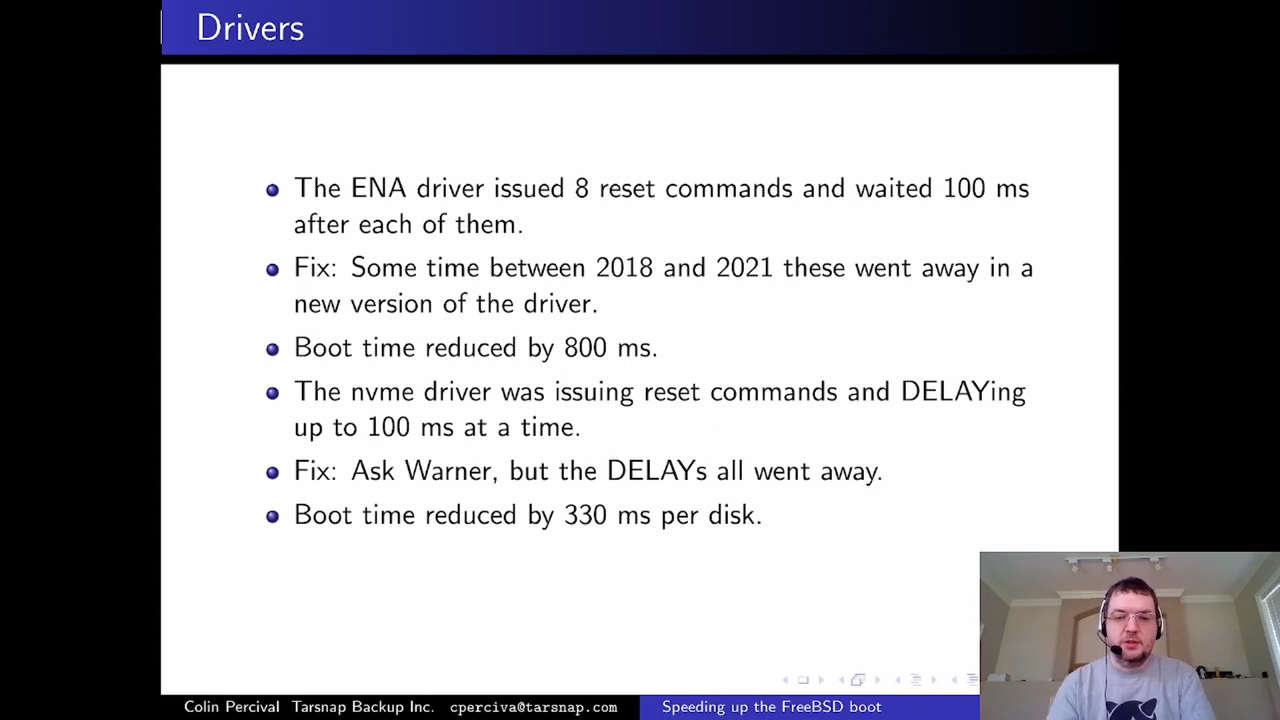 Drivers
The ENA driver issued 8 reset commands and waited 100 ms
after each of them.
Fix: Some time between 2018 and 2021 these went away in a
new version of the driver.
Boot time reduced by 800 ms.
The nvme driver was issuing reset commands and DELAYing
up to 100 ms at a time.
Fix: Ask Warner, but the DELAYs all went away.
Boot time reduced by 330 ms per disk.
Colin Percival Tarsnap Backup Inc. cperciva@tarsnap.com
Speeding up the FreeBSD boot